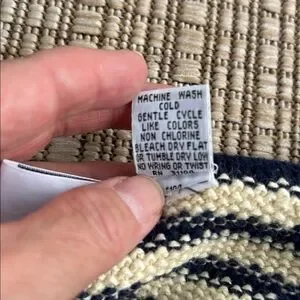 MACHINE WASH
COLD
GENTLE CYCLE
LIKE COLORS
NON CHLORINE
BLEACH DRY FLAT
OR TUMBLE DRY LOW
NO WRING OR TWIST
RN